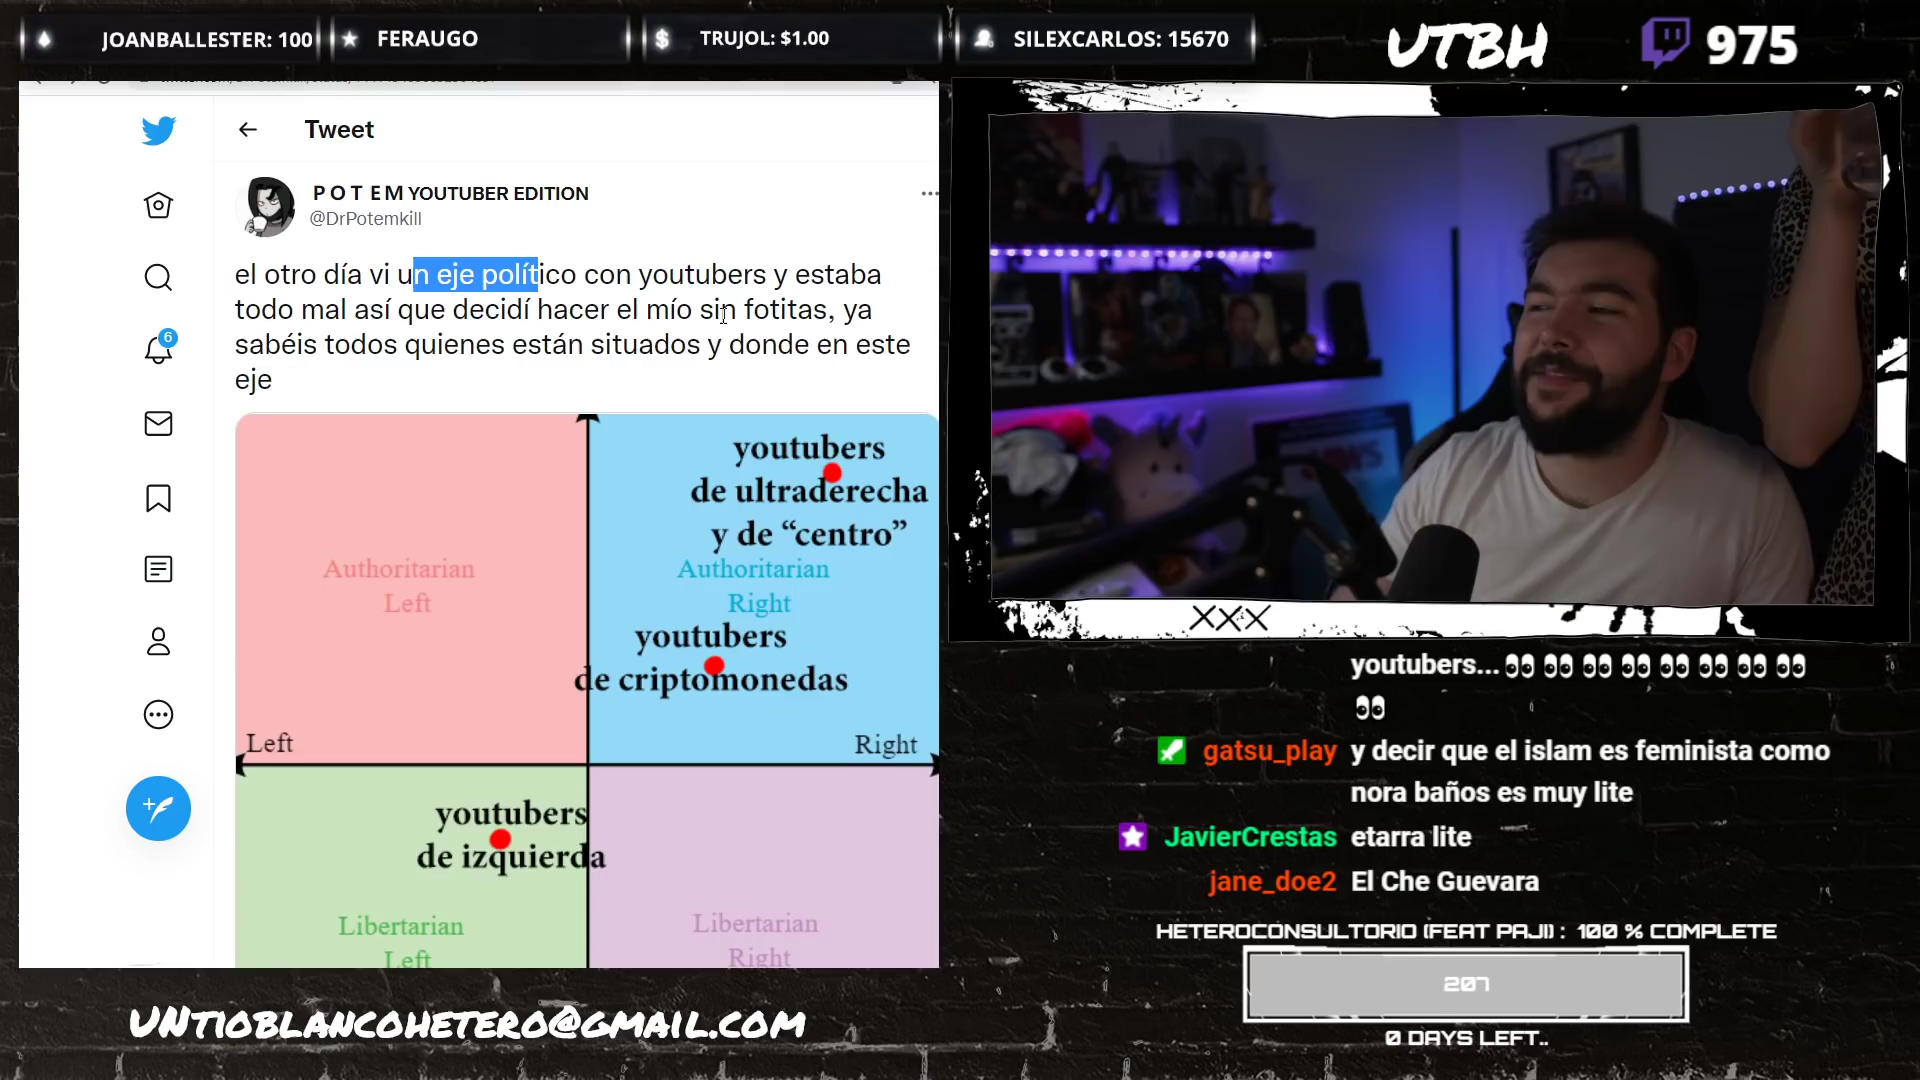 JOANBALLESTER: 100
FERAUGO
TRUJOL: $1.00
SILEXCARLOS: 15670
UTBH
975
Tweet
P O T E M YOUTUBER EDITION
@DrPotemkill
6
el otro día vi un eje político con youtubers y estaba
todo mal así que decidí hacer el mío sin fotitas, ya
sabéis todos quienes están situados y donde en este
eje
youtubers
de ultraderecha
y de “centro”
Authoritarian
Left
Authoritarian
Right
youtubers
de criptomonedas
Left
Right
youtubers
de izquierda
Libertarian
Left
Libertarian
Right
XXX
youtubers...👀 👀 👀 👀 👀 👀 👀 👀
👀
gatsu_play y decir que el islam es feminista como
nora baños es muy lite
JavierCrestas etarra lite
jane_doe2 El Che Guevara
HETEROCONSULTORIO (FEAT PAJI) : 100 % COMPLETE
207
0 DAYS LEFT..
UNTIOBLANCOHETERO@GMAIL.COM